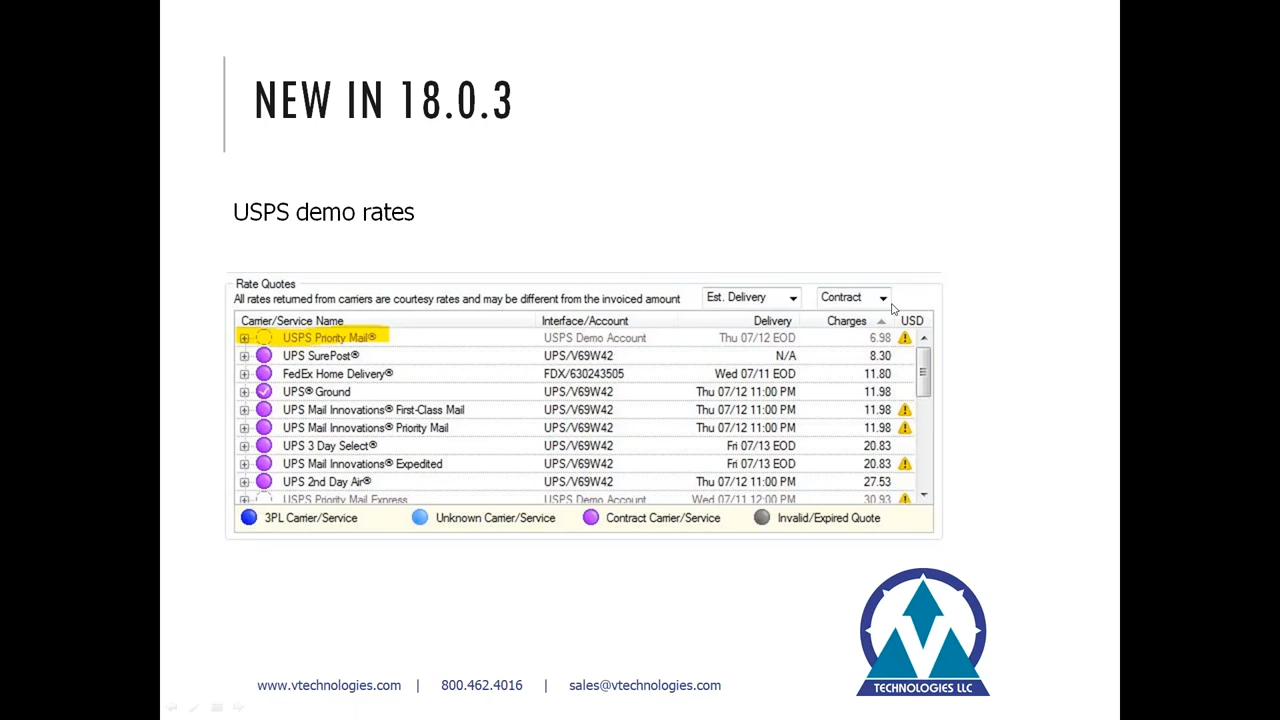 NEW IN 18.0.3
USPS demo rates
Rate Quotes
All rates returned from carriers are courtesy rates and may be different from the invoiced amount Est. Delivery Contract
Carrier/Service Name Interface/Account Delivery Charges USD
USPS Priority Mail® USPS Demo Account Thu 07/12 EOD 6.98
UPS SurePost® UPS/V69W42 N/A 8.30
FedEx Home Delivery® FDX/630243505 Wed 07/11 EOD 11.80
UPS® Ground UPS/V69W42 Thu 07/12 11:00 PM 11.98
UPS Mail Innovations® First-Class Mail UPS/V69W42 Thu 07/12 11:00 PM 11.98
UPS Mail Innovations® Priority Mail UPS/V69W42 Thu 07/12 11:00 PM 11.98
UPS 3 Day Select® UPS/V69W42 Fri 07/13 EOD 20.83
UPS Mail Innovations® Expedited UPS/V69W42 Fri 07/13 EOD 20.83
UPS 2nd Day Air® UPS/V69W42 Thu 07/12 11:00 PM 27.53
USPS Priority Mail Express USPS Demo Account Wed 07/11 12:00 PM 30.93
3PL Carrier/Service Unknown Carrier/Service Contract Carrier/Service Invalid/Expired Quote
V
TECHNOLOGIES LLC
www.vtechnologies.com | 800.462.4016 | sales@vtechnologies.com